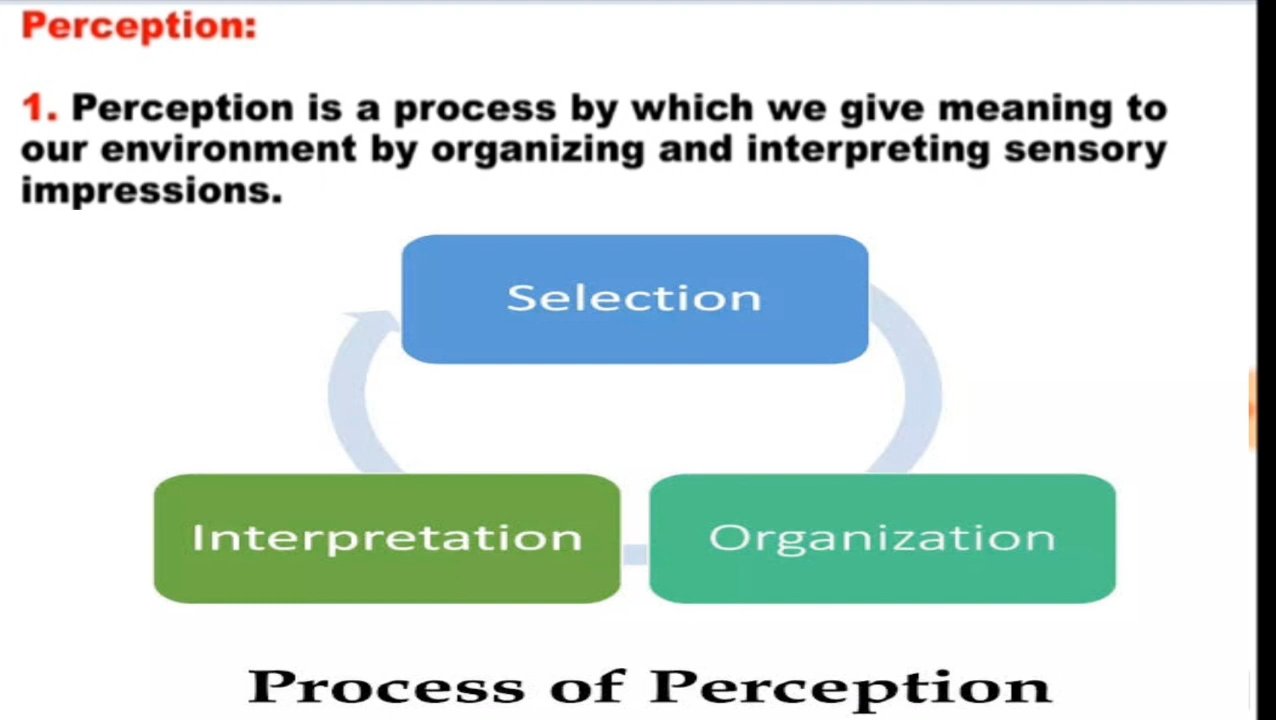 Perception:
1. Perception is a process by which we give meaning to
our environment by organizing and interpreting sensory
impressions.
Selection
Interpretation
Organization
Process of Perception